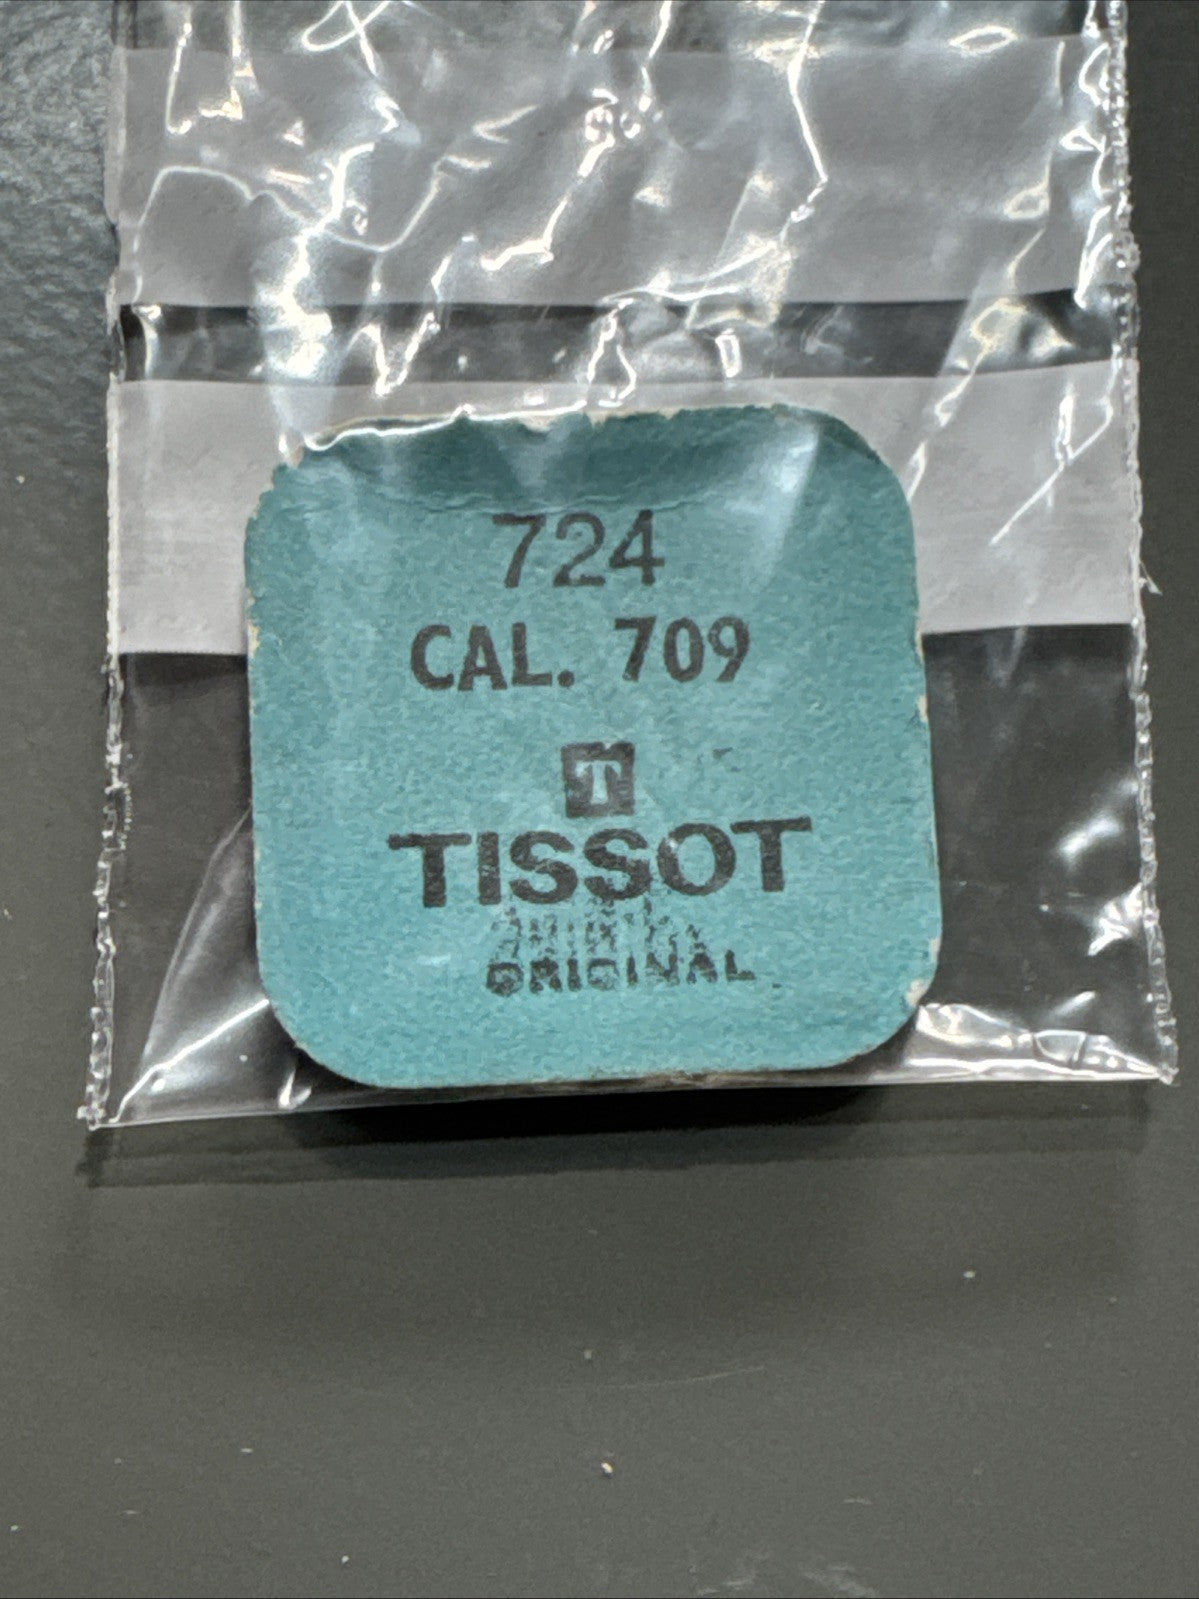 724
CAL. 709
T
TISSOT
ORIGINAL